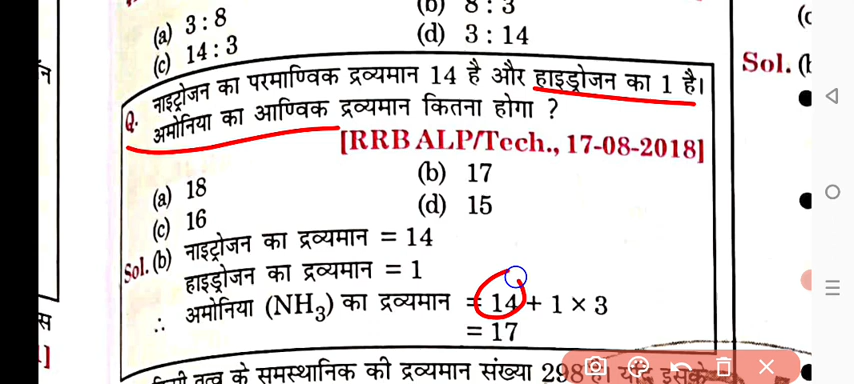 (b) 8 : 3
(a) 3 : 8
(d) 3 : 14
(c) 14 : 3
Q. नाइट्रोजन का परमाण्विक द्रव्यमान 14 है और हाइड्रोजन का 1 है।
अमोनिया का आण्विक द्रव्यमान कितना होगा ?
[RRB ALP/Tech., 17-08-2018]
(a) 18
(b) 17
(c) 16
(d) 15
Sol. (b) नाइट्रोजन का द्रव्यमान = 14
हाइड्रोजन का द्रव्यमान = 1
∴ अमोनिया (NH₃) का द्रव्यमान = 14 + 1 × 3
= 17
तत्व के समस्थानिक की द्रव्यमान संख्या 298 है। यदि इसके
Sol.